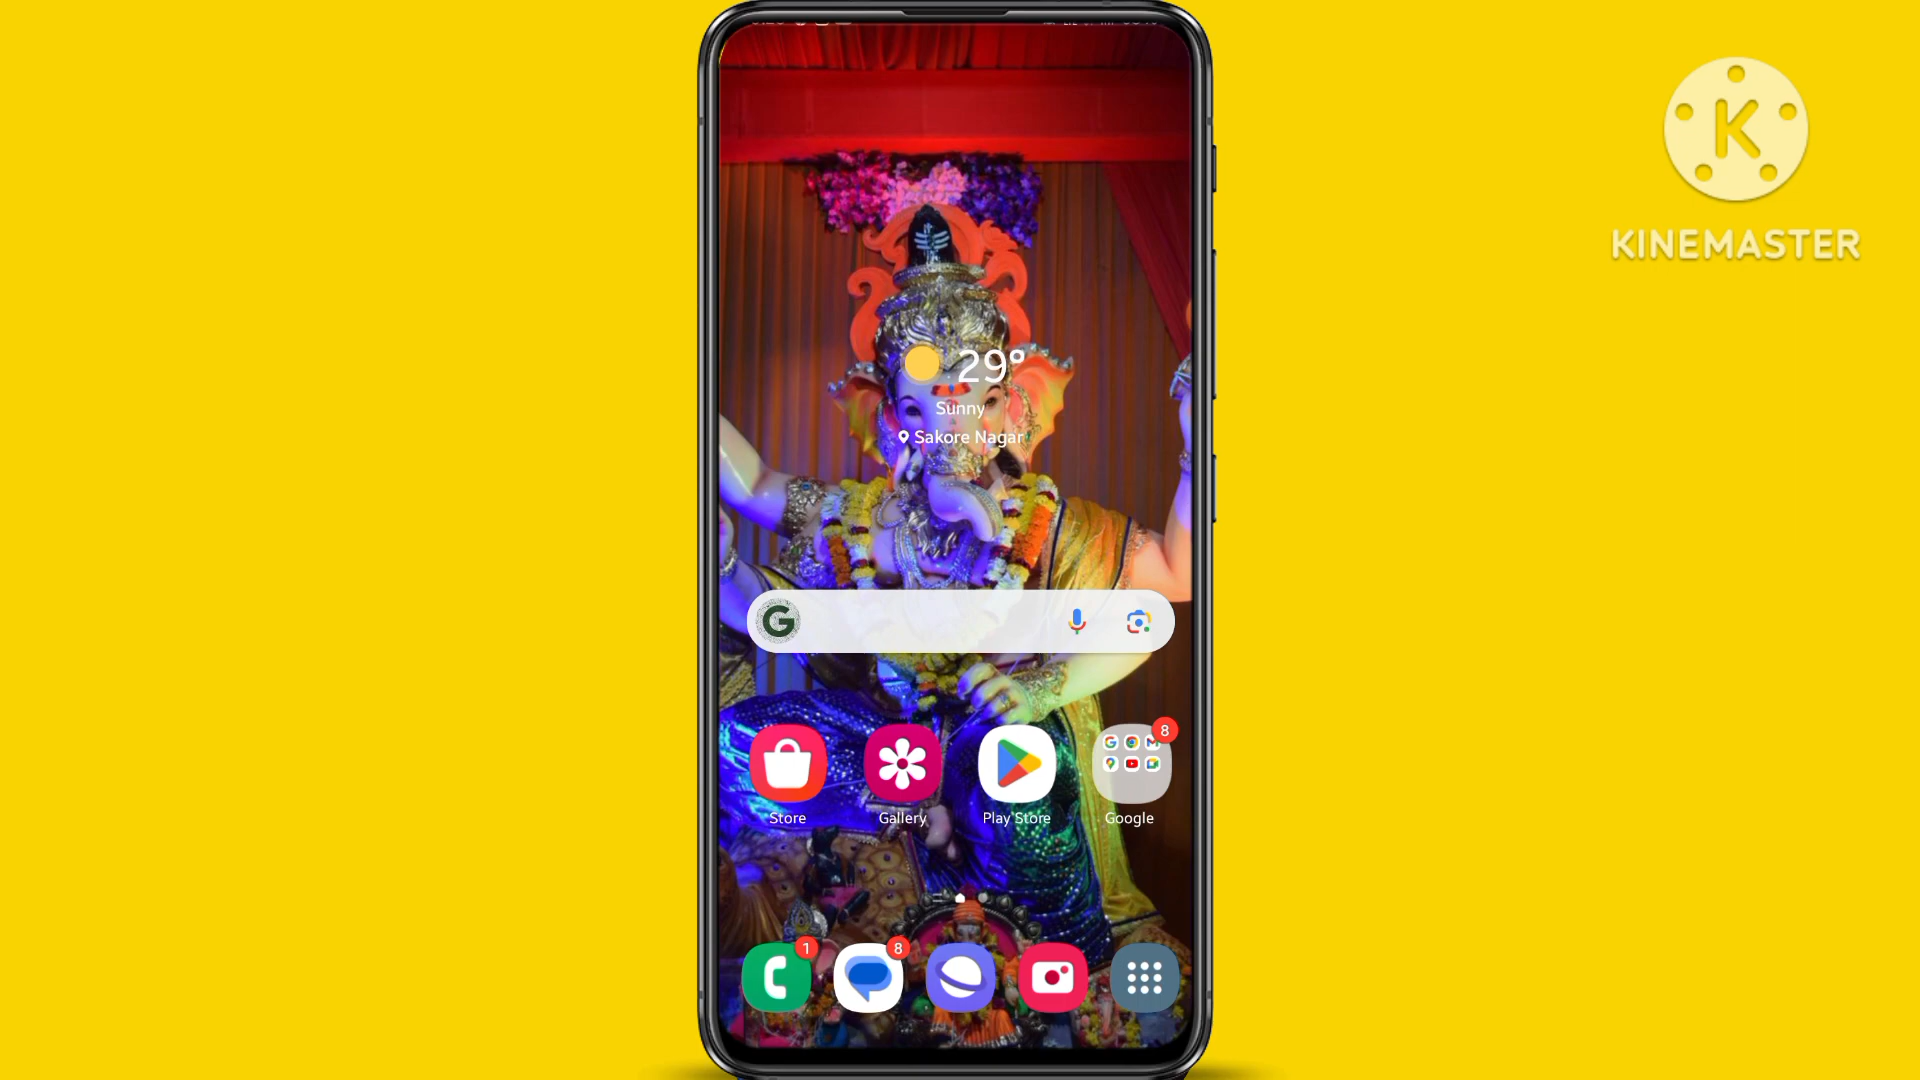 K
KINEMASTER
29°
Sunny
Sakore Nagar
G
8
Store
Gallery
Play Store
Google
1
8